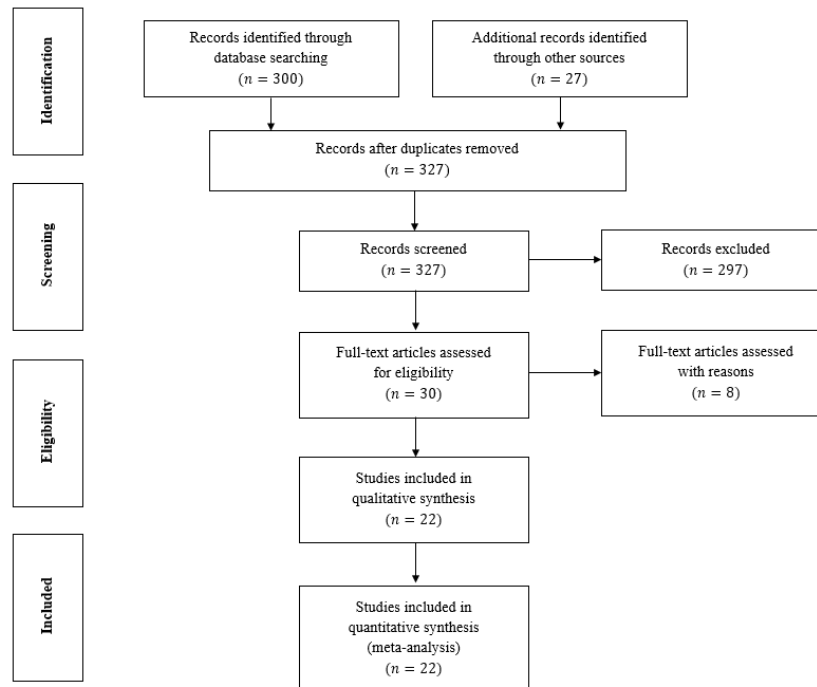 Identification
Records identified through
database searching
(n = 300)
Additional records identified
through other sources
(n = 27)
Records after duplicates removed
(n = 327)
Screening
Records screened
(n = 327)
Records excluded
(n = 297)
Eligibility
Full-text articles assessed
for eligibility
(n = 30)
Full-text articles assessed
with reasons
(n = 8)
Studies included in
qualitative synthesis
(n = 22)
Included
Studies included in
quantitative synthesis
(meta-analysis)
(n = 22)